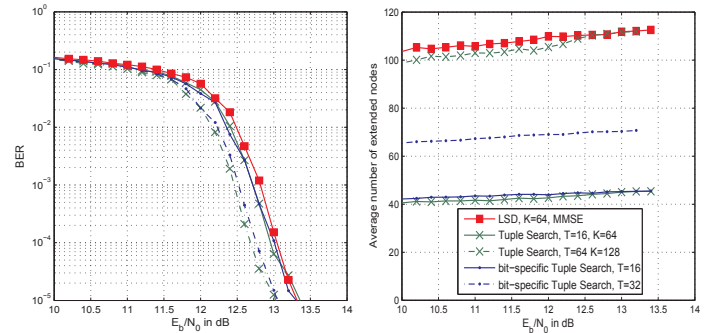 10^0
10^-1
10^-2
10^-3
10^-4
10^-5
BER
10 10.5 11 11.5 12 12.5 13 13.5 14
E_b/N_0 in dB
120
100
80
60
40
20
0
Average number of extended nodes
LSD, K=64, MMSE
Tuple Search, T=16, K=64
Tuple Search, T=64 K=128
bit−specific Tuple Search, T=16
bit−specific Tuple Search, T=32
10 10.5 11 11.5 12 12.5 13 13.5 14
E_b/N_0 in dB